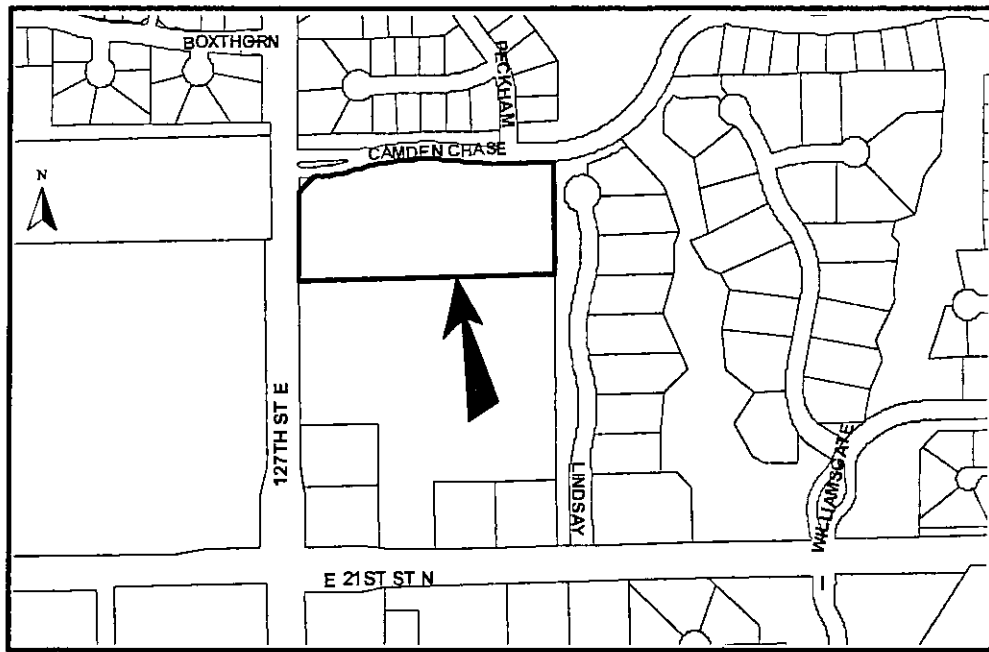 BOXTHORN
PECKHAM
CAMDEN CHASE
N
127TH ST E
LINDSAY
WILLIAMSGATE
E 21ST ST N